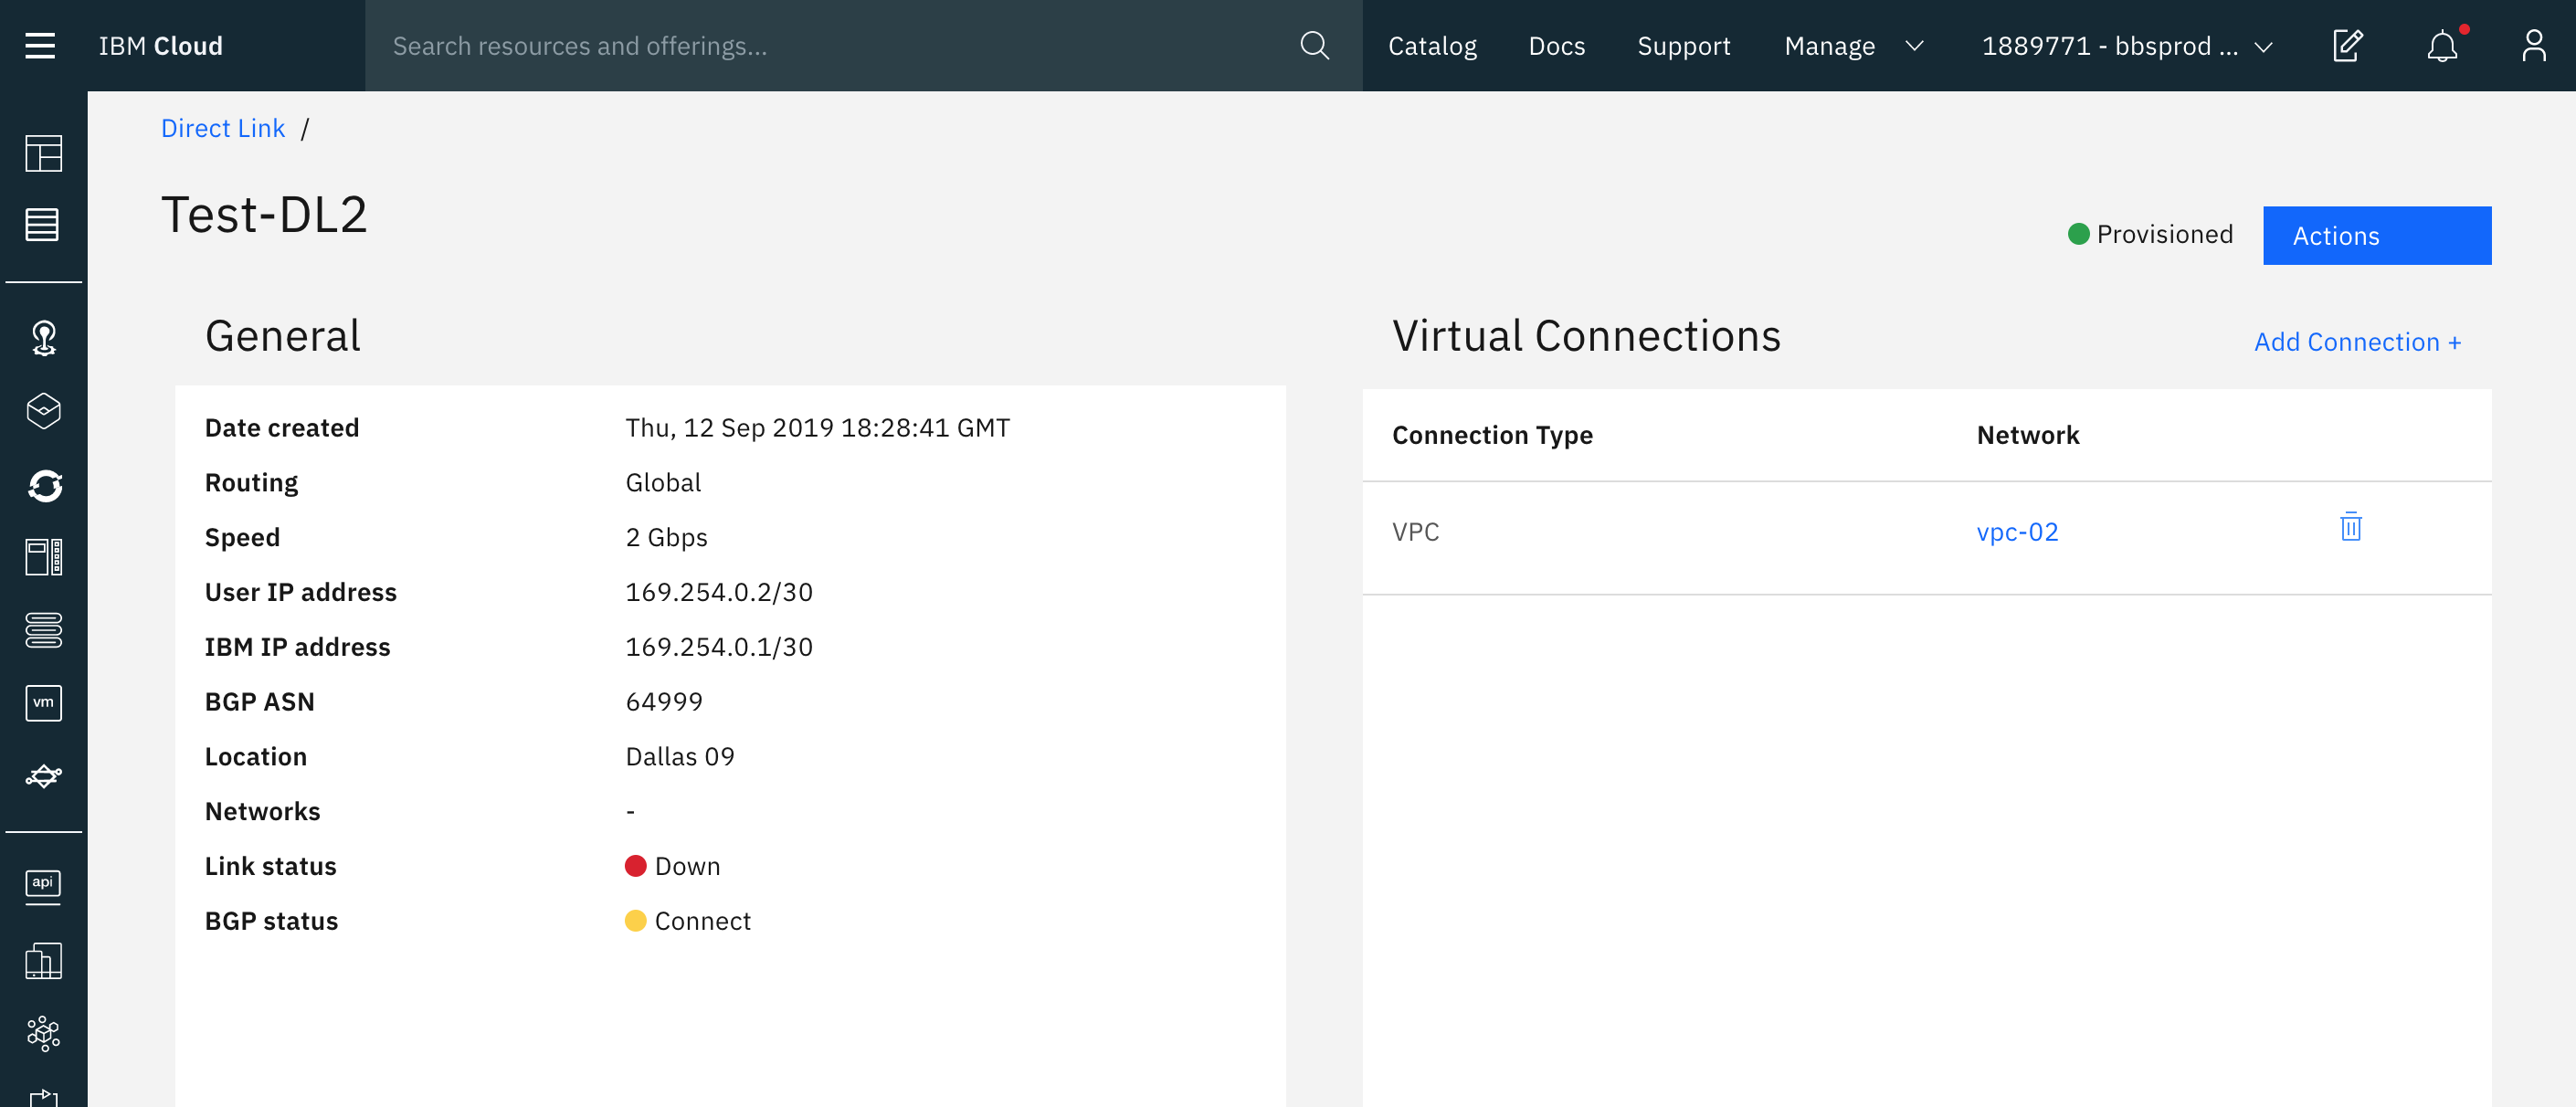 IBM Cloud
Search resources and offerings...
Catalog
Docs
Support
Manage
1889771 - bbsprod ...
Direct Link /
Test-DL2
Provisioned
Actions
General
Date created Thu, 12 Sep 2019 18:28:41 GMT
Routing Global
Speed 2 Gbps
User IP address 169.254.0.2/30
IBM IP address 169.254.0.1/30
BGP ASN 64999
Location Dallas 09
Networks -
Link status Down
BGP status Connect
Virtual Connections
Add Connection +
Connection Type Network
VPC vpc-02
vm
api